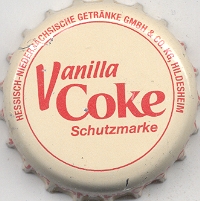 HESSISCH-NIEDERSÄCHSISCHE GETRÄNKE GMBH & CO. KG, HILDESHEIM
Vanilla
Coke
Schutzmarke